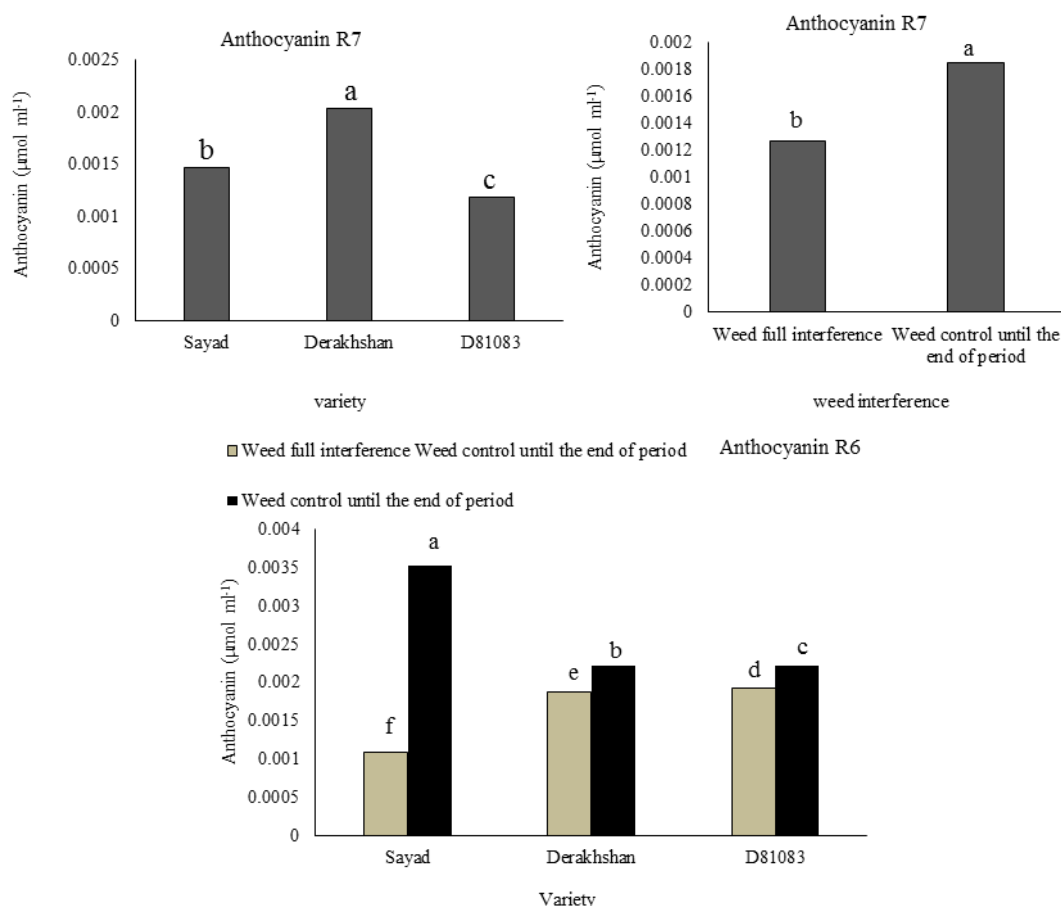 Anthocyanin R7
Anthocyanin (µmol ml⁻¹)
0.0025
0.002
0.0015
0.001
0.0005
0
b
a
c
Sayad
Derakhshan
D81083
variety
Anthocyanin R7
Anthocyanin (µmol ml⁻¹)
0.002
0.0018
0.0016
0.0014
0.0012
0.001
0.0008
0.0006
0.0004
0.0002
0
b
a
Weed full interference
Weed control until the
end of period
weed interference
Weed full interference Weed control until the end of period
Anthocyanin R6
Weed control until the end of period
Anthocyanin (µmol ml⁻¹)
0.004
0.0035
0.003
0.0025
0.002
0.0015
0.001
0.0005
0
f
a
e
b
d
c
Sayad
Derakhshan
D81083
Variety